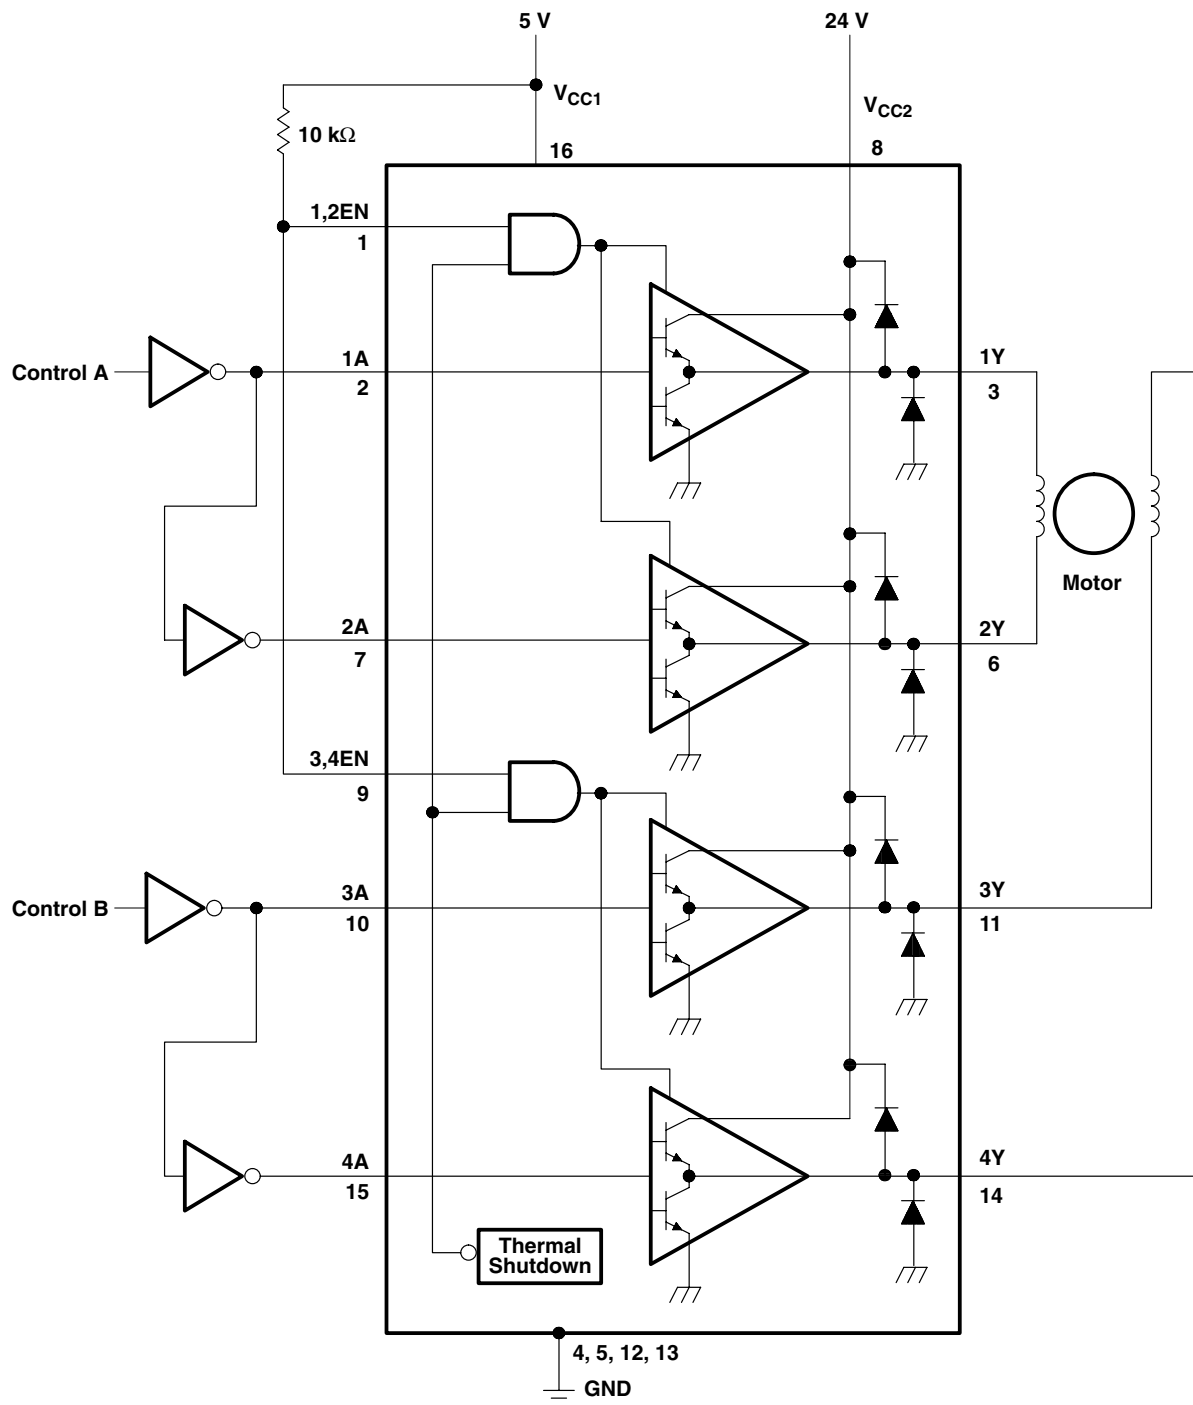 5 V
24 V
VCC1
VCC2
10 kΩ
16
8
1,2EN
1
Control A
1A
2
1Y
3
Motor
2A
7
2Y
6
3,4EN
9
Control B
3A
10
3Y
11
4A
15
4Y
14
Thermal
Shutdown
4, 5, 12, 13
GND